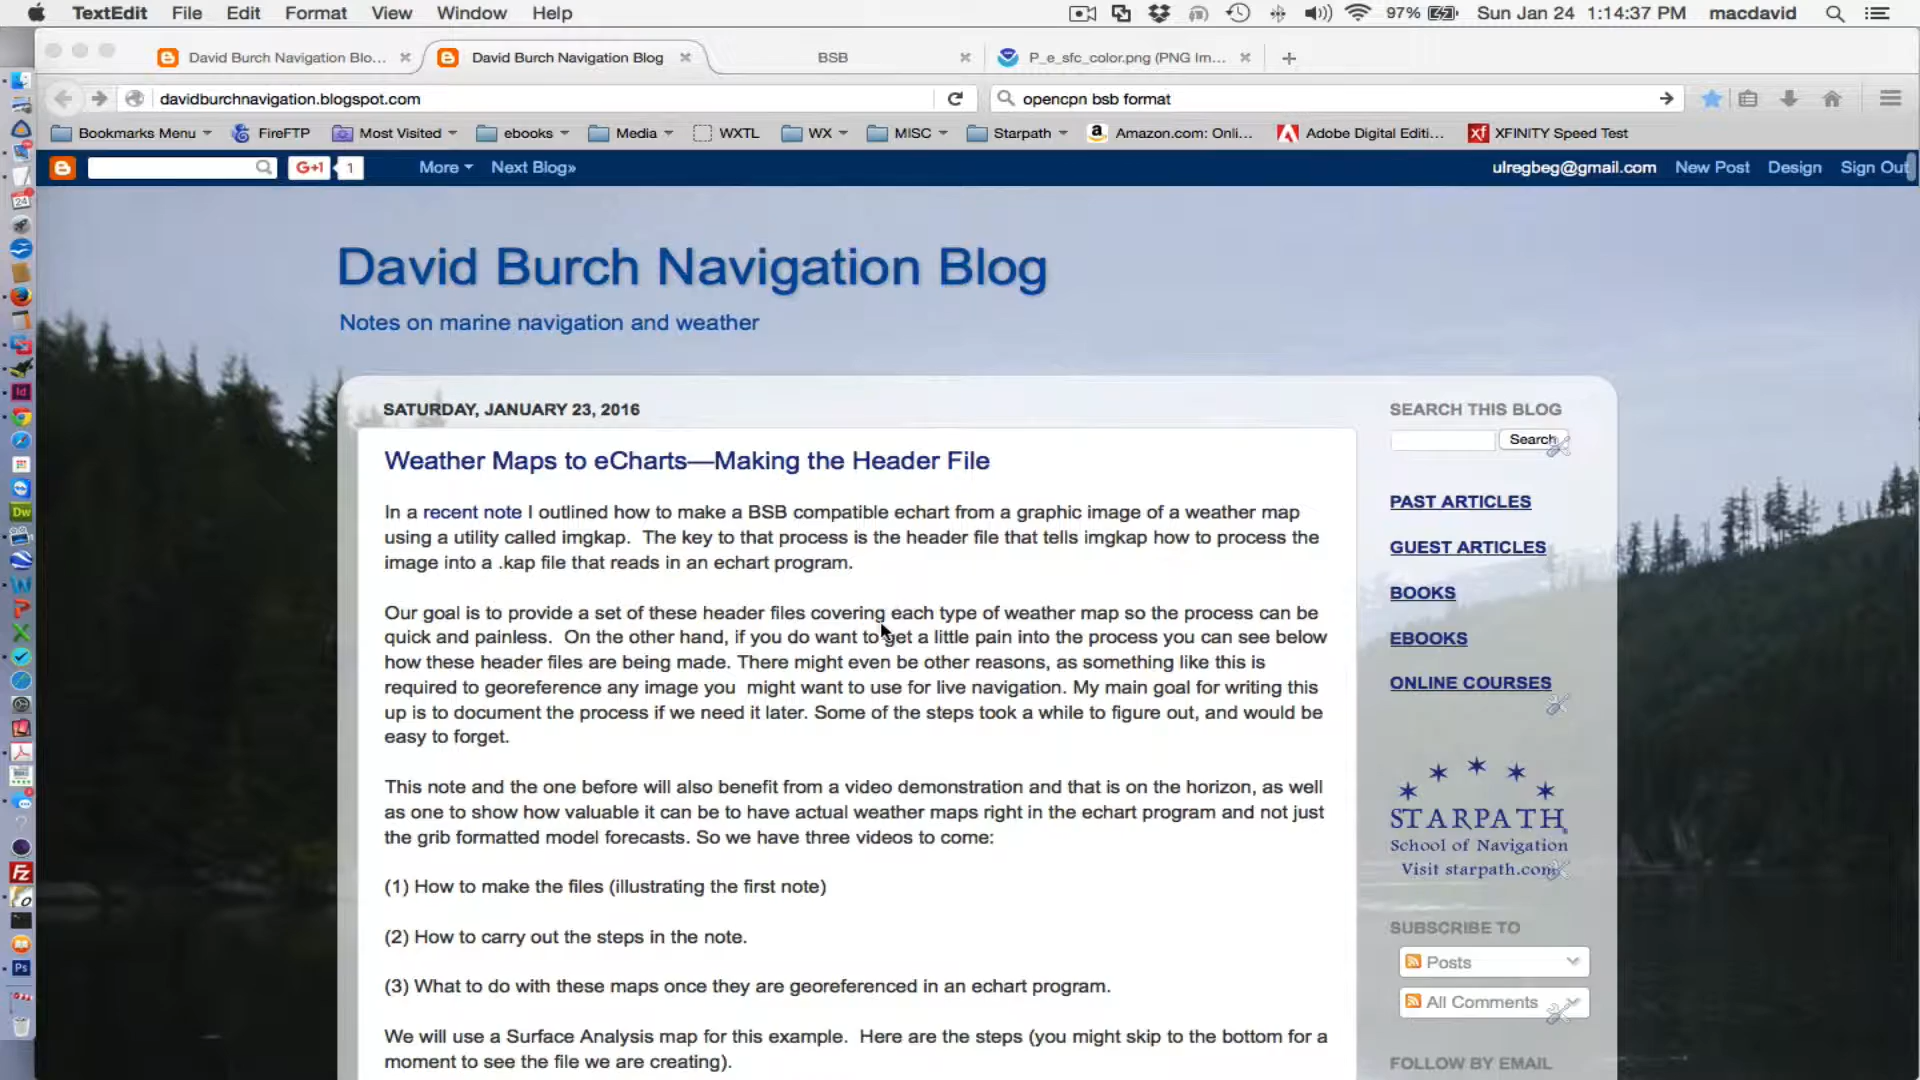 TextEdit File Edit Format View Window Help 97% Sun Jan 24 1:14:37 PM macdavid
David Burch Navigation Blo... David Burch Navigation Blog BSB P_e_sfc_color.png (PNG Im...
davidburchnavigation.blogspot.com opencpn bsb format
Bookmarks Menu FireFTP Most Visited ebooks Media WXTL WX MISC Starpath Amazon.com: Onli... Adobe Digital Editi... XFINITY Speed Test
G+1 1 More Next Blog» ulregbeg@gmail.com New Post Design Sign Out
David Burch Navigation Blog
Notes on marine navigation and weather
SATURDAY, JANUARY 23, 2016
Weather Maps to eCharts—Making the Header File
In a recent note I outlined how to make a BSB compatible echart from a graphic image of a weather map
using a utility called imgkap.  The key to that process is the header file that tells imgkap how to process the
image into a .kap file that reads in an echart program.
Our goal is to provide a set of these header files covering each type of weather map so the process can be
quick and painless.  On the other hand, if you do want to get a little pain into the process you can see below
how these header files are being made. There might even be other reasons, as something like this is
required to georeference any image you  might want to use for live navigation. My main goal for writing this
up is to document the process if we need it later. Some of the steps took a while to figure out, and would be
easy to forget.
This note and the one before will also benefit from a video demonstration and that is on the horizon, as well
as one to show how valuable it can be to have actual weather maps right in the echart program and not just
the grib formatted model forecasts. So we have three videos to come:
(1) How to make the files (illustrating the first note)
(2) How to carry out the steps in the note.
(3) What to do with these maps once they are georeferenced in an echart program.
We will use a Surface Analysis map for this example.  Here are the steps (you might skip to the bottom for a
moment to see the file we are creating).
SEARCH THIS BLOG
Search
PAST ARTICLES
GUEST ARTICLES
BOOKS
EBOOKS
ONLINE COURSES
STARPATH
School of Navigation
Visit starpath.com
SUBSCRIBE TO
Posts
All Comments
FOLLOW BY EMAIL
24
Id
Dw
Fz
Ps